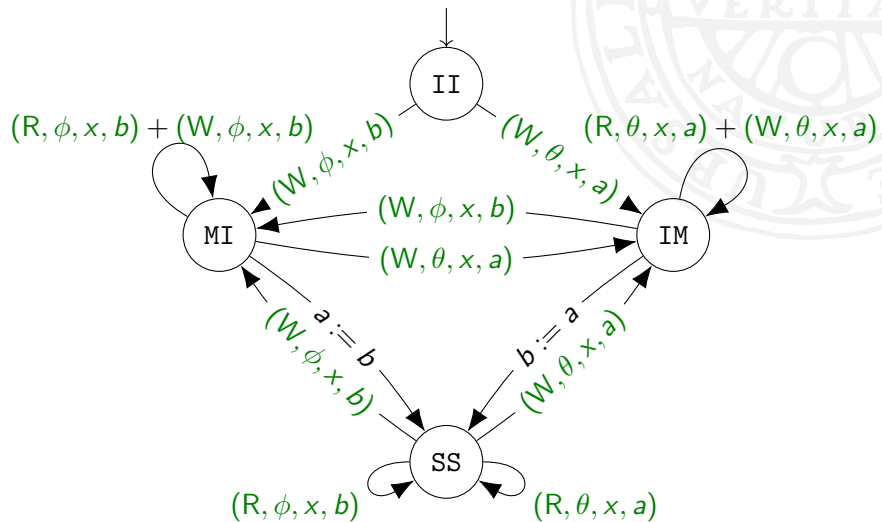 II
(R, ϕ, x, b) + (W, ϕ, x, b)
(W, ϕ, x, b)
(W, θ, x, a)
(R, θ, x, a) + (W, θ, x, a)
(W, ϕ, x, b)
MI
IM
(W, θ, x, a)
a := b
(W, ϕ, x, b)
b := a
(W, θ, x, a)
SS
(R, ϕ, x, b)
(R, θ, x, a)